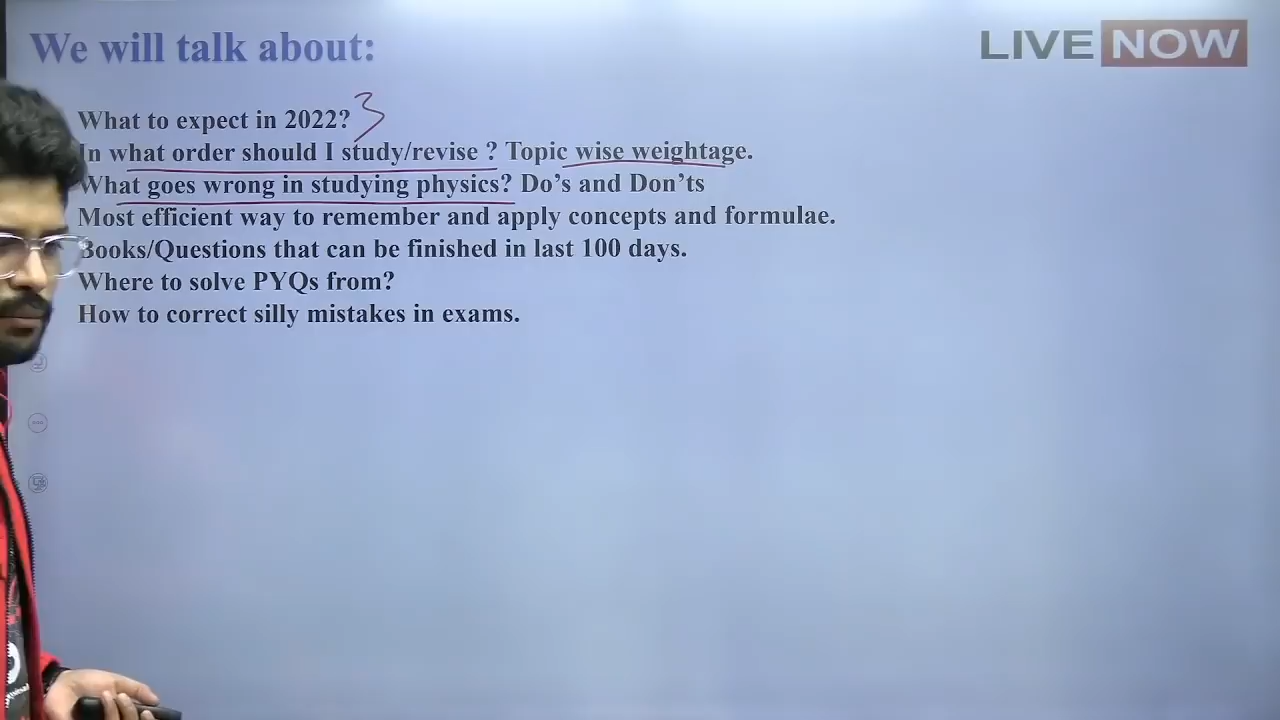 We will talk about:
LIVE NOW
What to expect in 2022? 3
In what order should I study/revise ? Topic wise weightage.
What goes wrong in studying physics? Do's and Don'ts
Most efficient way to remember and apply concepts and formulae.
Books/Questions that can be finished in last 100 days.
Where to solve PYQs from?
How to correct silly mistakes in exams.